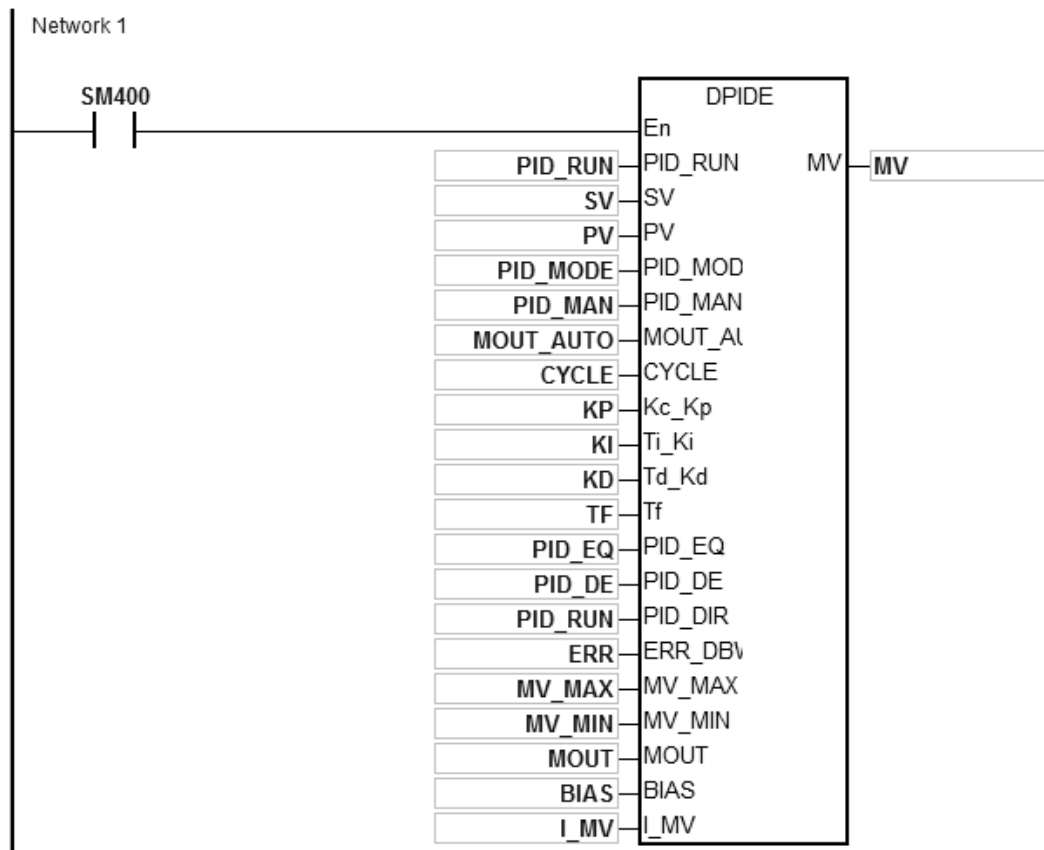 Network 1
SM400
DPIDE
En
PID_RUN PID_RUN MV MV
SV SV
PV PV
PID_MODE PID_MOD
PID_MAN PID_MAN
MOUT_AUTO MOUT_AU
CYCLE CYCLE
KP Kc_Kp
KI Ti_Ki
KD Td_Kd
TF Tf
PID_EQ PID_EQ
PID_DE PID_DE
PID_RUN PID_DIR
ERR ERR_DBW
MV_MAX MV_MAX
MV_MIN MV_MIN
MOUT MOUT
BIAS BIAS
I_MV I_MV